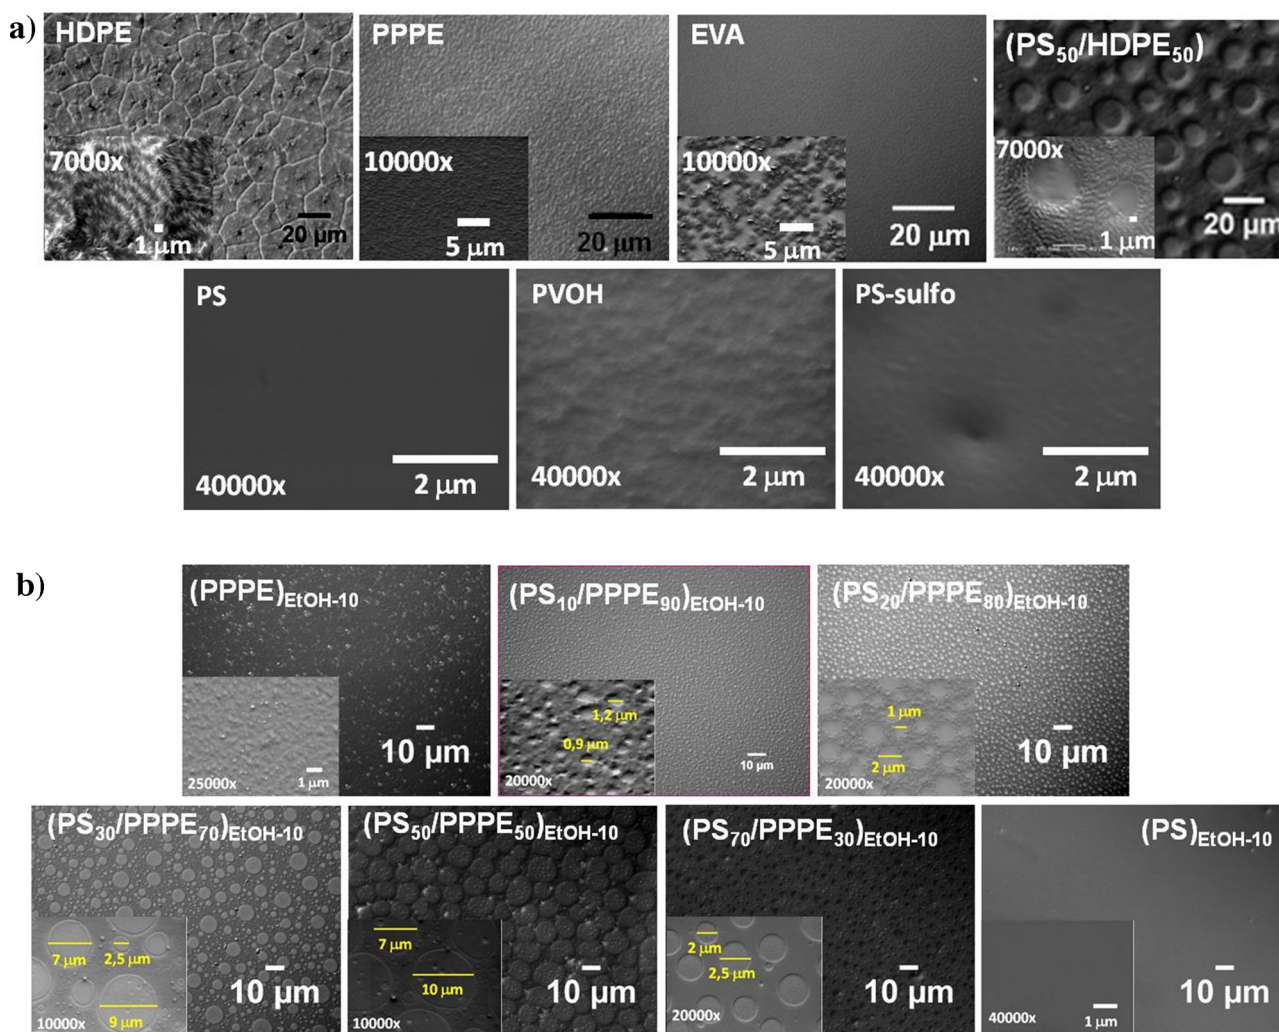 a)
HDPE
7000x
1 μm
20 μm
PPPE
10000x
5 μm
20 μm
EVA
10000x
5 μm
20 μm
(PS50/HDPE50)
7000x
1 μm
20 μm
PS
40000x
2 μm
PVOH
40000x
2 μm
PS-sulfo
40000x
2 μm
b)
(PPPE)EtOH-10
25000x
1 μm
10 μm
(PS10/PPPE90)EtOH-10
1,2 μm
0,9 μm
20000x
10 μm
(PS20/PPPE80)EtOH-10
1 μm
2 μm
20000x
10 μm
(PS30/PPPE70)EtOH-10
7 μm
2,5 μm
9 μm
10000x
10 μm
(PS50/PPPE50)EtOH-10
7 μm
10 μm
10000x
10 μm
(PS70/PPPE30)EtOH-10
2 μm
2,5 μm
20000x
10 μm
(PS)EtOH-10
40000x
1 μm
10 μm